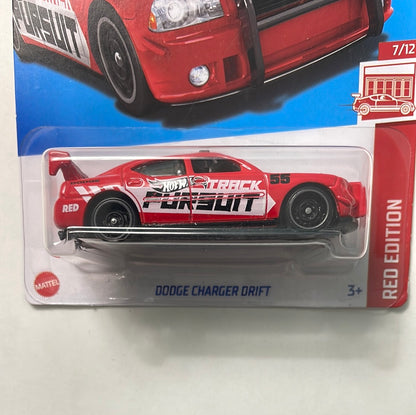 PURSUIT
7/12
HOT WHEELS
TRACK
PURSUIT
55
RED
MATTEL
DODGE CHARGER DRIFT
3+
RED EDITION